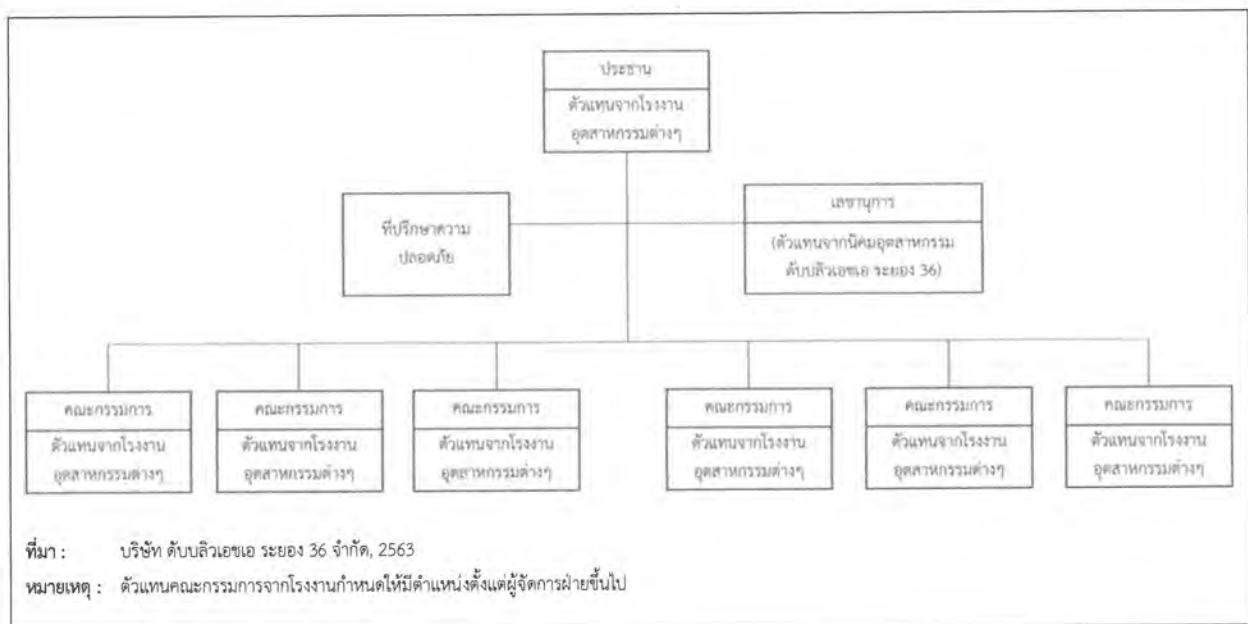 ประธาน
ตัวแทนจากโรงงาน
อุตสาหกรรมต่างๆ
ที่ปรึกษาความ
ปลอดภัย
เลขานุการ
(ตัวแทนจากนิคมอุตสาหกรรม
ดับบลิวเอชเอ ระยอง 36)
คณะกรรมการ
ตัวแทนจากโรงงาน
อุตสาหกรรมต่างๆ
คณะกรรมการ
ตัวแทนจากโรงงาน
อุตสาหกรรมต่างๆ
คณะกรรมการ
ตัวแทนจากโรงงาน
อุตสาหกรรมต่างๆ
คณะกรรมการ
ตัวแทนจากโรงงาน
อุตสาหกรรมต่างๆ
คณะกรรมการ
ตัวแทนจากโรงงาน
อุตสาหกรรมต่างๆ
คณะกรรมการ
ตัวแทนจากโรงงาน
อุตสาหกรรมต่างๆ
ที่มา : บริษัท ดับบลิวเอชเอ ระยอง 36 จำกัด, 2563
หมายเหตุ : ตัวแทนคณะกรรมการจากโรงงานกำหนดให้มีตำแหน่งตั้งแต่ผู้จัดการฝ่ายขึ้นไป